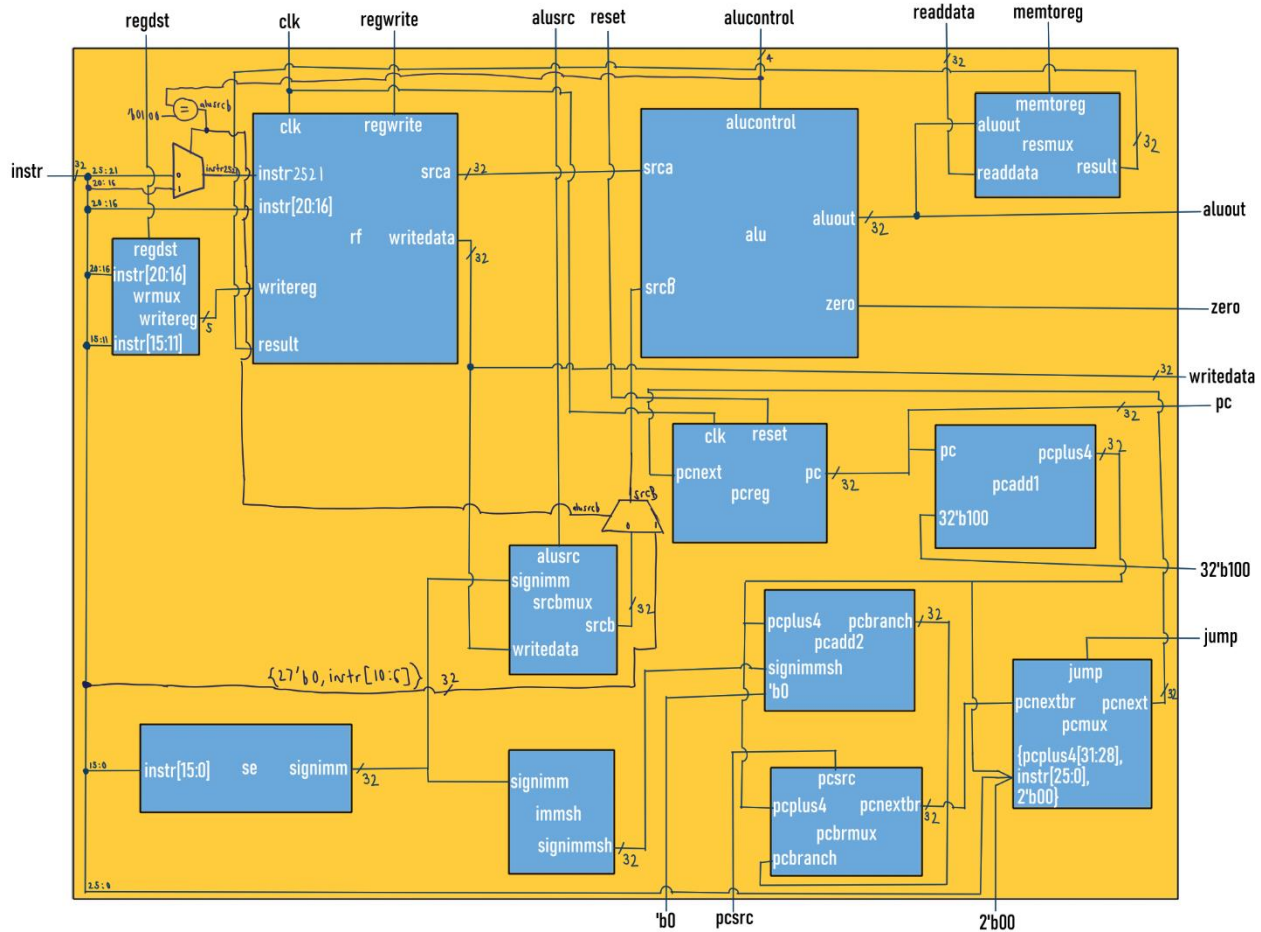 regdst clk regwrite alusrc reset alucontrol readdata memtoreg
4
32
=
alusrcb
instr
32
25:21
20:16
0
1
20:16
clk regwrite
instr2521
srca
32
instr[20:16]
rf
writedata
32
writereg
result
regdst
20:16
instr[20:16]
wrmux
writereg
5
15:11
instr[15:11]
alucontrol
srca
aluout
32
alu
srcB
zero
memtoreg
aluout
resmux
32
result
readdata
aluout
zero
32
writedata
pc
32
clk reset
pcnext
pc
32
pcreg
pc
pcplus4
32
pcadd1
32'b100
32'b100
srcB
alusrcb
0 1
alusrc
signimm
srcbmux
32
srcb
writedata
{27'b0, instr[10:6]}
32
pcplus4
pcbranch
32
pcadd2
signimmsh
'b0
jump
jump
pcnextbr
pcnext
32
pcmux
{pcplus4[31:28],
instr[25:0],
2'b00}
15:0
instr[15:0]
se
signimm
32
signimm
immsh
signimmsh
32
pcsrc
pcplus4
pcnextbr
32
pcbrmux
pcbranch
25:0
'b0 pcsrc 2'b00